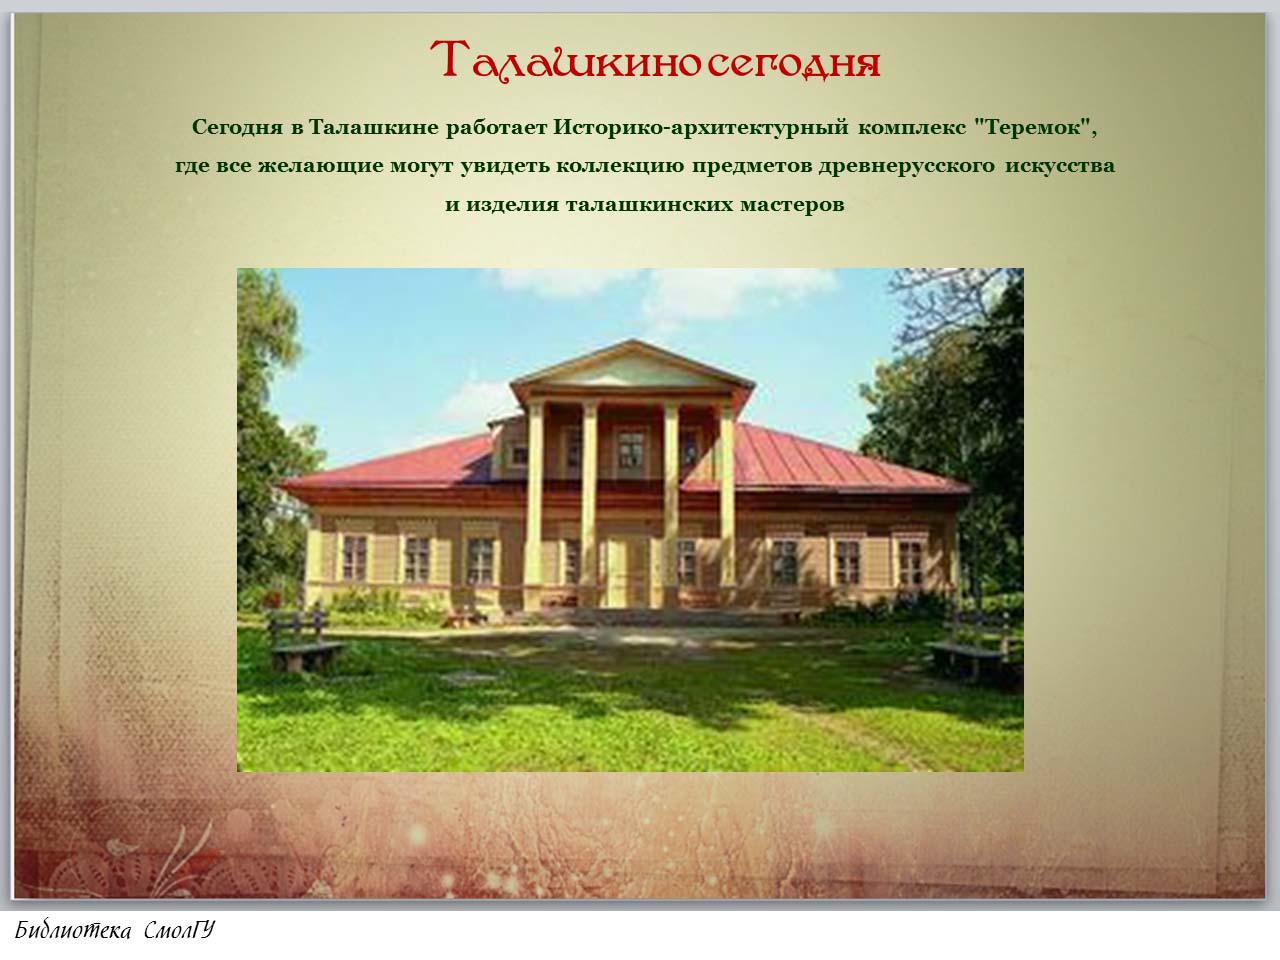 Талашкино сегодня
Сегодня в Талашкине работает Историко-архитектурный комплекс "Теремок",
где все желающие могут увидеть коллекцию предметов древнерусского искусства
и изделия талашкинских мастеров
Библиотека СмолГУ